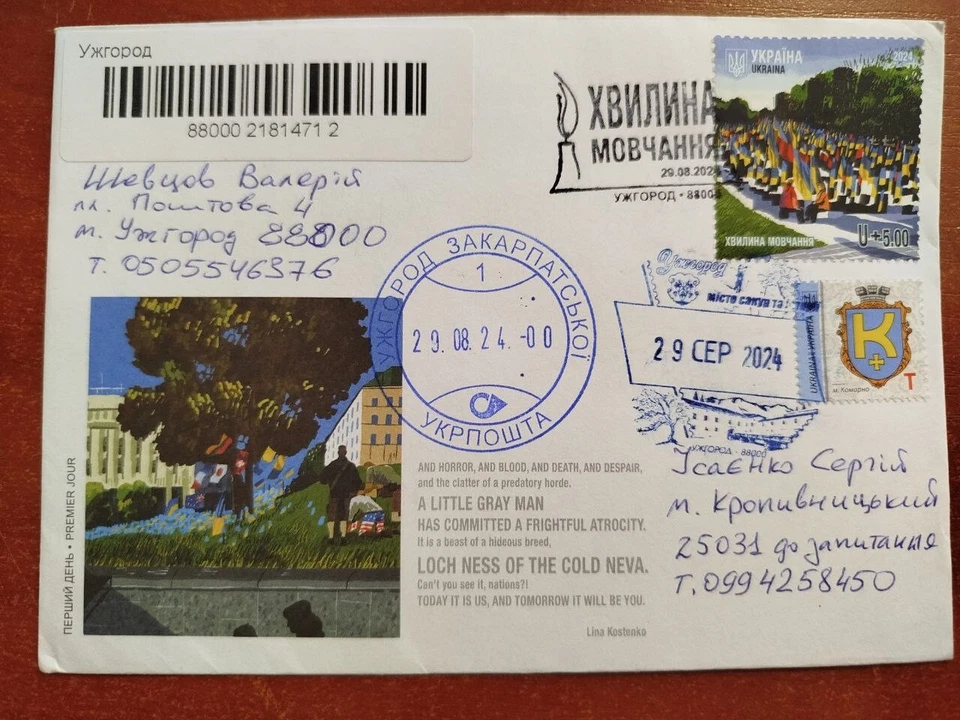 Ужгород
88000 2181471 2
Шевцов Валерій
пл. Поштова 4
м. Ужгород 88000
т. 0505546376
ХВИЛИНА
МОВЧАННЯ
29.08.2024
УЖГОРОД • 88000
УКРАЇНА
UKRAINA
2024
ХВИЛИНА МОВЧАННЯ
U+5.00
УЖГОРОД ЗАКАРПАТСЬКОЇ
1
29.08.24.-00
УКРПОШТА
Ужгород
місто сакур та
29 СЕР 2024
УЖГОРОД - 88000
UKRAINA УКРАЇНА
К
м. Комарно
Т
ПЕРШИЙ ДЕНЬ • PREMIER JOUR
AND HORROR, AND BLOOD, AND DEATH, AND DESPAIR,
and the clatter of a predatory horde.
A LITTLE GRAY MAN
HAS COMMITTED A FRIGHTFUL ATROCITY.
It is a beast of a hideous breed,
LOCH NESS OF THE COLD NEVA.
Can't you see it, nations?!
TODAY IT IS US, AND TOMORROW IT WILL BE YOU.
Lina Kostenko
Ісаєнко Сергій
м. Кропивницький
25031 до запитання
Т. 0994258450